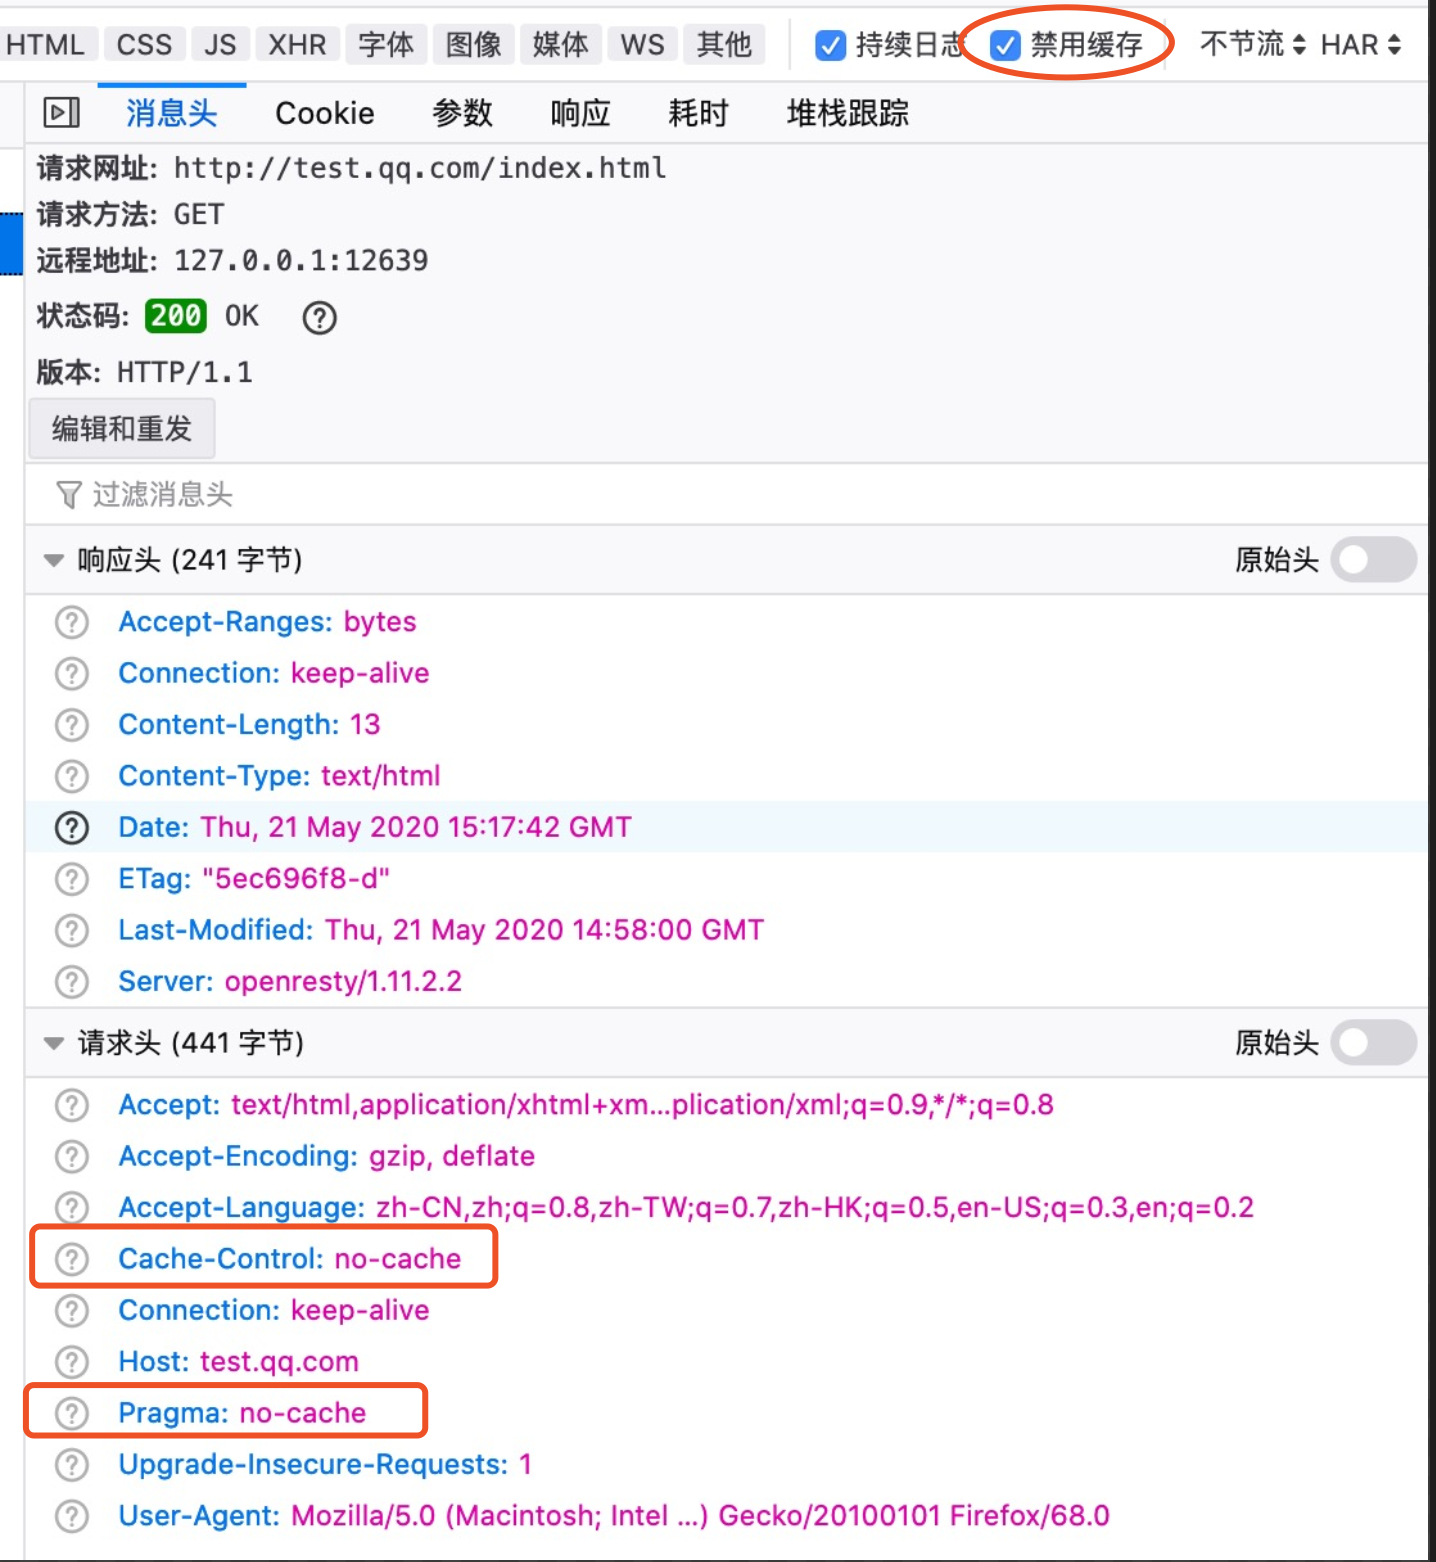 HTML CSS JS XHR 字体 图像 媒体 WS 其他 持续日志 禁用缓存 不节流 HAR
消息头 Cookie 参数 响应 耗时 堆栈跟踪
请求网址: http://test.qq.com/index.html
请求方法: GET
远程地址: 127.0.0.1:12639
状态码: 200 OK ?
版本: HTTP/1.1
编辑和重发
过滤消息头
响应头 (241 字节) 原始头
? Accept-Ranges: bytes
? Connection: keep-alive
? Content-Length: 13
? Content-Type: text/html
? Date: Thu, 21 May 2020 15:17:42 GMT
? ETag: "5ec696f8-d"
? Last-Modified: Thu, 21 May 2020 14:58:00 GMT
? Server: openresty/1.11.2.2
请求头 (441 字节) 原始头
? Accept: text/html,application/xhtml+xm...plication/xml;q=0.9,*/*;q=0.8
? Accept-Encoding: gzip, deflate
? Accept-Language: zh-CN,zh;q=0.8,zh-TW;q=0.7,zh-HK;q=0.5,en-US;q=0.3,en;q=0.2
? Cache-Control: no-cache
? Connection: keep-alive
? Host: test.qq.com
? Pragma: no-cache
? Upgrade-Insecure-Requests: 1
? User-Agent: Mozilla/5.0 (Macintosh; Intel ...) Gecko/20100101 Firefox/68.0